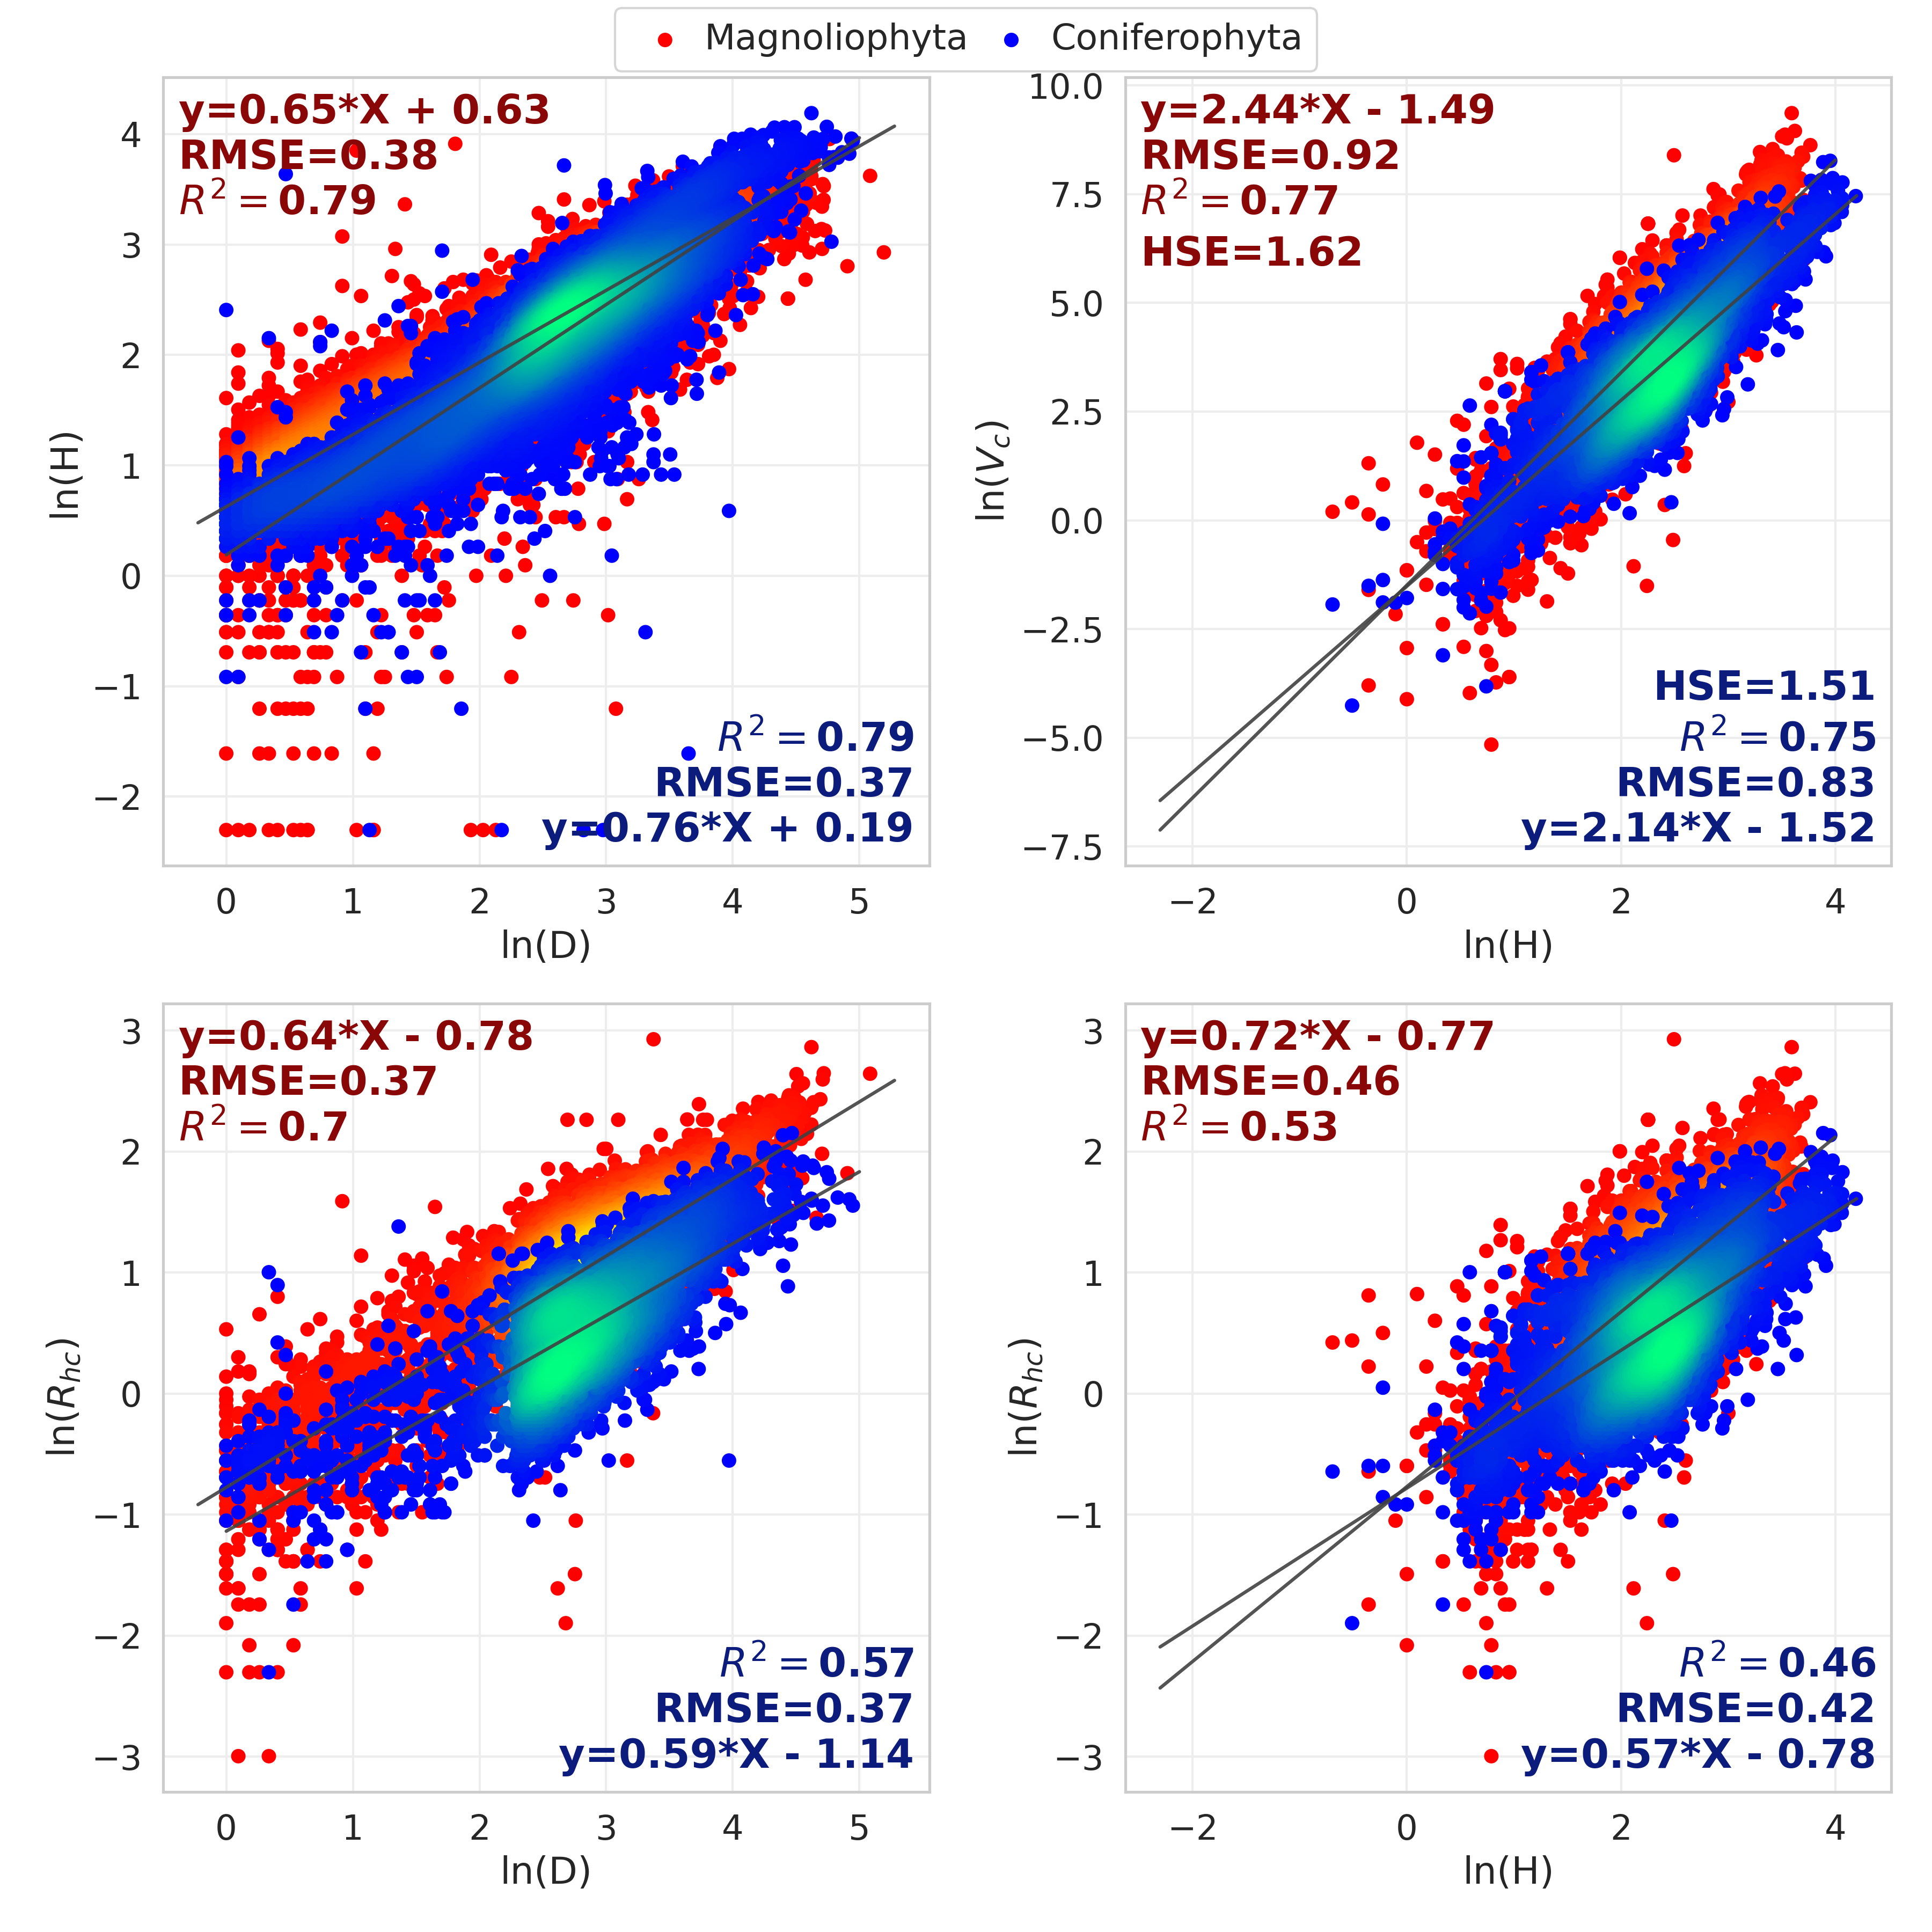 Magnoliophyta Coniferophyta
y=0.65*X + 0.63
RMSE=0.38
R² = 0.79
R² = 0.79
RMSE=0.37
y=0.76*X + 0.19
4
3
2
1
0
−1
−2
ln(H)
0 1 2 3 4 5
ln(D)
y=2.44*X - 1.49
RMSE=0.92
R² = 0.77
HSE=1.62
HSE=1.51
R² = 0.75
RMSE=0.83
y=2.14*X - 1.52
10.0
7.5
5.0
2.5
0.0
−2.5
−5.0
−7.5
ln(V_c)
−2 0 2 4
ln(H)
y=0.64*X - 0.78
RMSE=0.37
R² = 0.7
R² = 0.57
RMSE=0.37
y=0.59*X - 1.14
3
2
1
0
−1
−2
−3
ln(R_hc)
0 1 2 3 4 5
ln(D)
y=0.72*X - 0.77
RMSE=0.46
R² = 0.53
R² = 0.46
RMSE=0.42
y=0.57*X - 0.78
3
2
1
0
−1
−2
−3
ln(R_hc)
−2 0 2 4
ln(H)